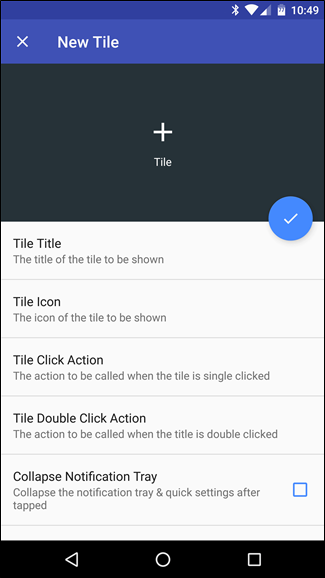 10:49
New Tile
Tile
Tile Title
The title of the tile to be shown
Tile Icon
The icon of the tile to be shown
Tile Click Action
The action to be called when the tile is single clicked
Tile Double Click Action
The action to be called when the title is double clicked
Collapse Notification Tray
Collapse the notification tray & quick settings after
tapped